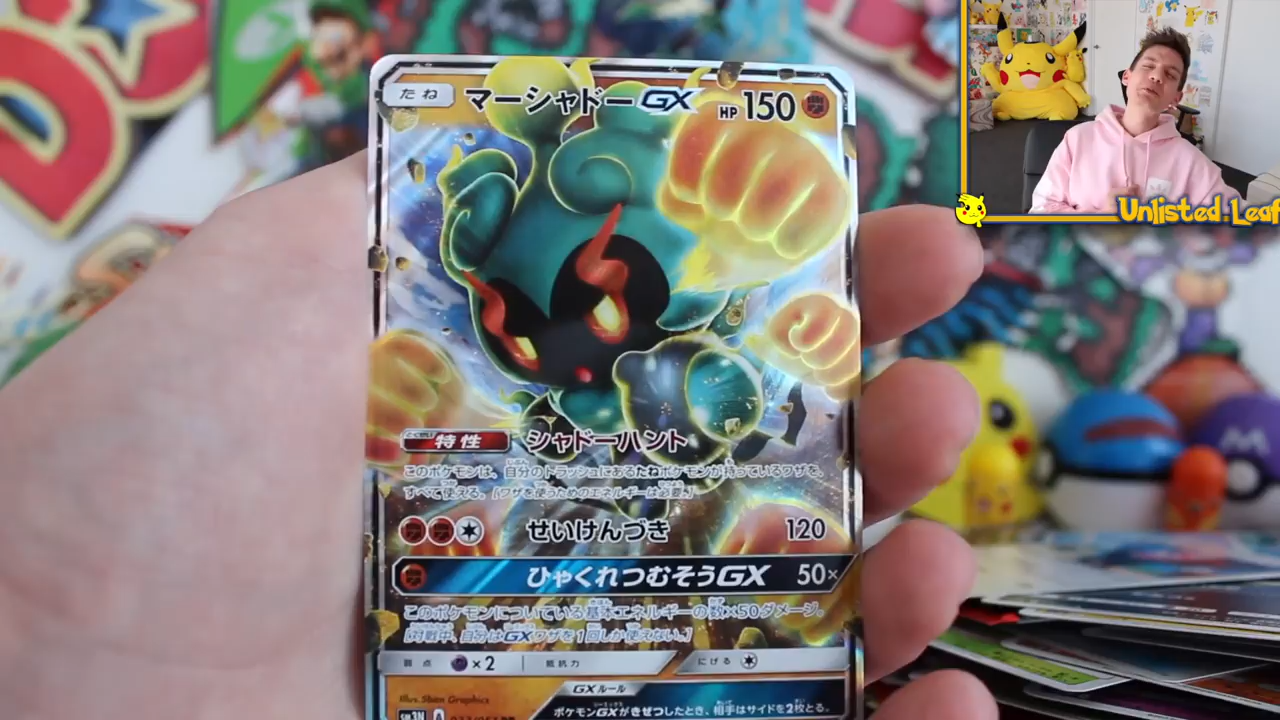 たね マーシャドーGX HP 150
特性 シャドーハント
このポケモンは、自分のトラッシュにあるたねポケモンが持っているワザを、
すべて使える。[ワザを使うためのエネルギーは必要。]
せいけんづき 120
ひゃくれつむそうGX 50×
このポケモンについている基本エネルギーの数×50ダメージ。
[対戦中、自分はGXワザを1回しか使えない。]
弱点 ×2 抵抗力 にげる
Illus. 5ban Graphics
GXルール
SM3N A
ポケモンGXがきぜつしたとき、相手はサイドを2枚とる。
Unlisted Leaf